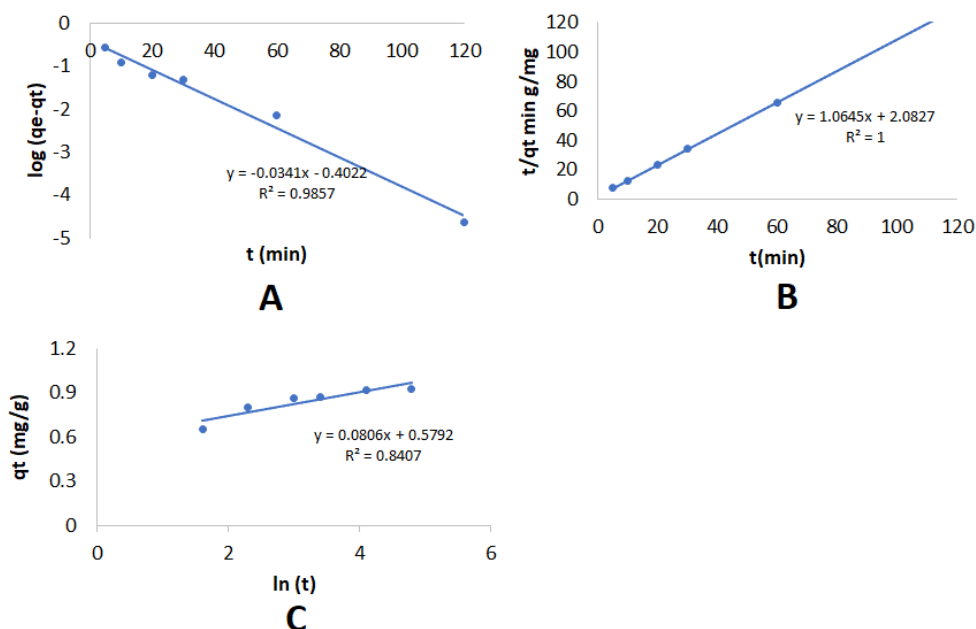 0
0 20 40 60 80 100 120
-1
-2
-3
-4
-5
log (qe-qt)
y = -0.0341x - 0.4022
R² = 0.9857
t (min)
A
120
100
80
60
40
20
0
t/qt min g/mg
y = 1.0645x + 2.0827
R² = 1
0 20 40 60 80 100 120
t(min)
B
1.2
0.9
0.6
0.3
0
qt (mg/g)
y = 0.0806x + 0.5792
R² = 0.8407
0 2 4 6
ln (t)
C